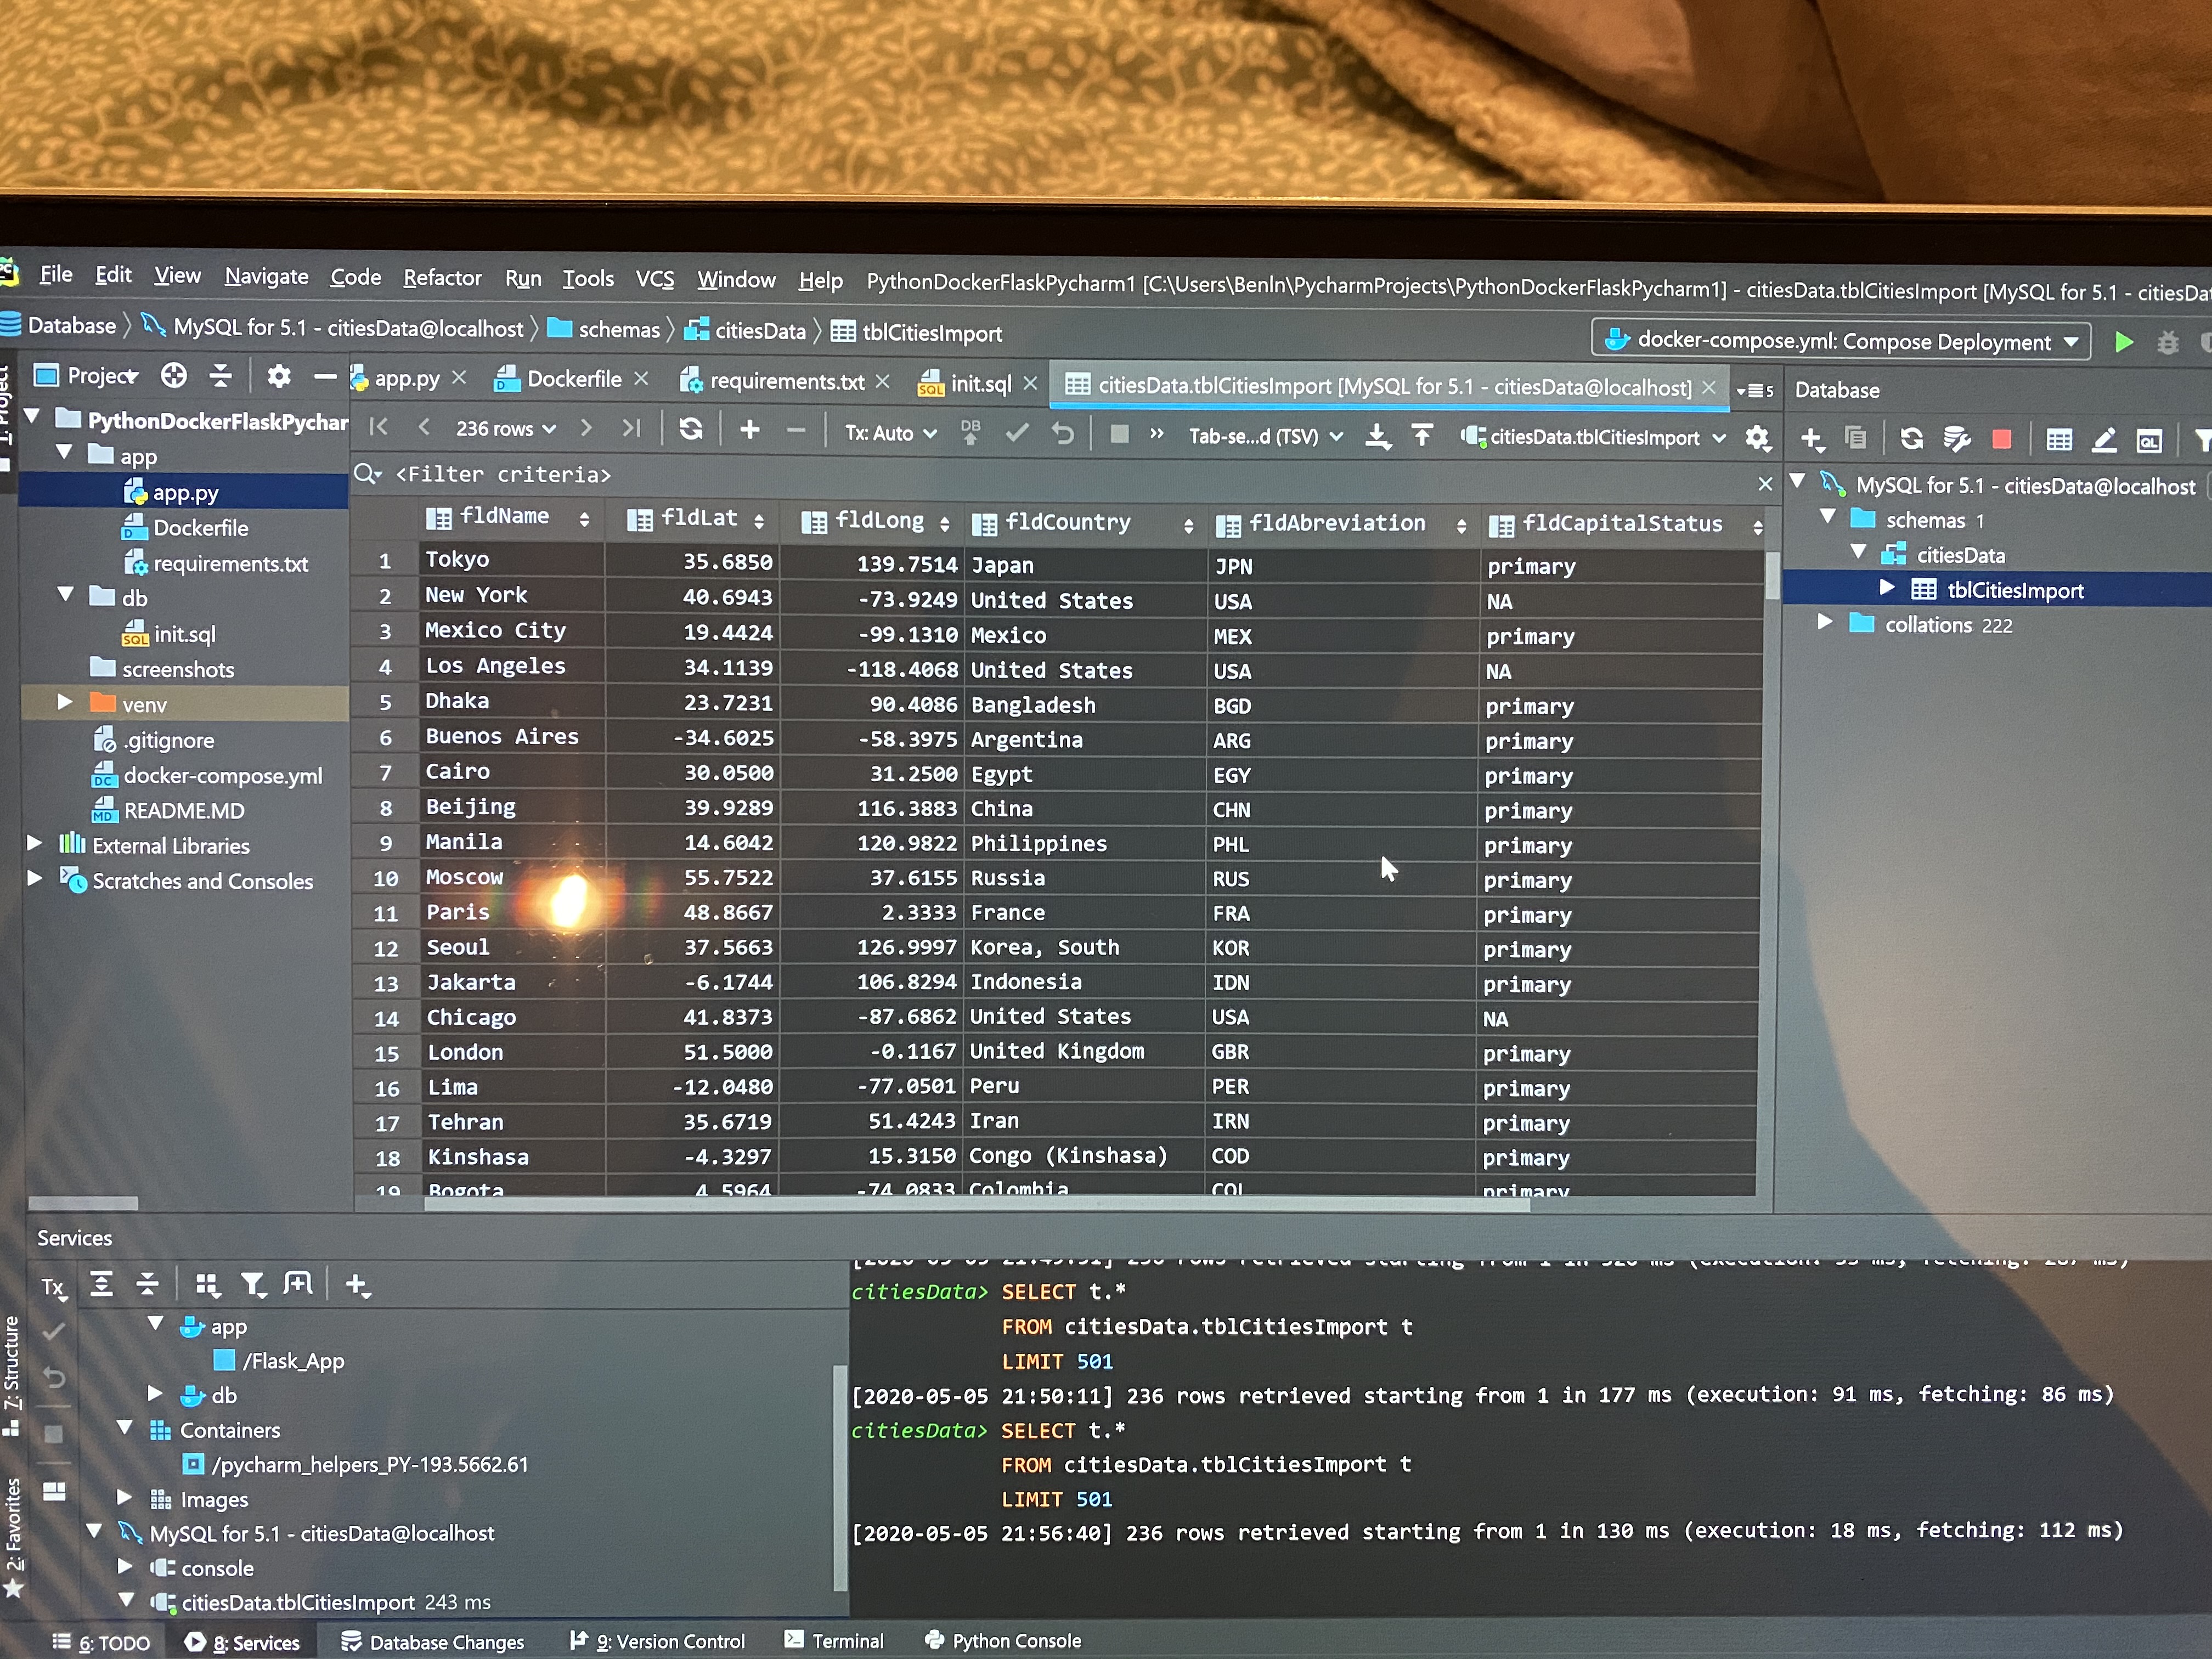 File Edit View Navigate Code Refactor Run Tools VCS Window Help PythonDockerFlaskPycharm1 [C:\Users\BenIn\PycharmProjects\PythonDockerFlaskPycharm1] - citiesData.tblCitiesImport [MySQL for 5.1 - citiesDat
Database MySQL for 5.1 - citiesData@localhost schemas citiesData tblCitiesImport
docker-compose.yml: Compose Deployment
1: Project
Project
app.py Dockerfile requirements.txt init.sql citiesData.tblCitiesImport [MySQL for 5.1 - citiesData@localhost] 5
Database
236 rows Tx: Auto DB Tab-se...d (TSV) citiesData.tblCitiesImport
<Filter criteria>
PythonDockerFlaskPychar
app
app.py
Dockerfile
requirements.txt
db
init.sql
screenshots
venv
.gitignore
docker-compose.yml
README.MD
External Libraries
Scratches and Consoles
fldName fldLat fldLong fldCountry fldAbreviation fldCapitalStatus
1 Tokyo 35.6850 139.7514 Japan JPN primary
2 New York 40.6943 -73.9249 United States USA NA
3 Mexico City 19.4424 -99.1310 Mexico MEX primary
4 Los Angeles 34.1139 -118.4068 United States USA NA
5 Dhaka 23.7231 90.4086 Bangladesh BGD primary
6 Buenos Aires -34.6025 -58.3975 Argentina ARG primary
7 Cairo 30.0500 31.2500 Egypt EGY primary
8 Beijing 39.9289 116.3883 China CHN primary
9 Manila 14.6042 120.9822 Philippines PHL primary
10 Moscow 55.7522 37.6155 Russia RUS primary
11 Paris 48.8667 2.3333 France FRA primary
12 Seoul 37.5663 126.9997 Korea, South KOR primary
13 Jakarta -6.1744 106.8294 Indonesia IDN primary
14 Chicago 41.8373 -87.6862 United States USA NA
15 London 51.5000 -0.1167 United Kingdom GBR primary
16 Lima -12.0480 -77.0501 Peru PER primary
17 Tehran 35.6719 51.4243 Iran IRN primary
18 Kinshasa -4.3297 15.3150 Congo (Kinshasa) COD primary
19 Bogota 4.5964 -74.0833 Colombia COL primary
MySQL for 5.1 - citiesData@localhost
schemas 1
citiesData
tblCitiesImport
collations 222
Services
Tx
app
/Flask_App
db
Containers
/pycharm_helpers_PY-193.5662.61
Images
MySQL for 5.1 - citiesData@localhost
console
citiesData.tblCitiesImport 243 ms
citiesData> SELECT t.*
FROM citiesData.tblCitiesImport t
LIMIT 501
[2020-05-05 21:50:11] 236 rows retrieved starting from 1 in 177 ms (execution: 91 ms, fetching: 86 ms)
citiesData> SELECT t.*
FROM citiesData.tblCitiesImport t
LIMIT 501
[2020-05-05 21:56:40] 236 rows retrieved starting from 1 in 130 ms (execution: 18 ms, fetching: 112 ms)
2: Favorites
7: Structure
6: TODO 8: Services Database Changes 9: Version Control Terminal Python Console